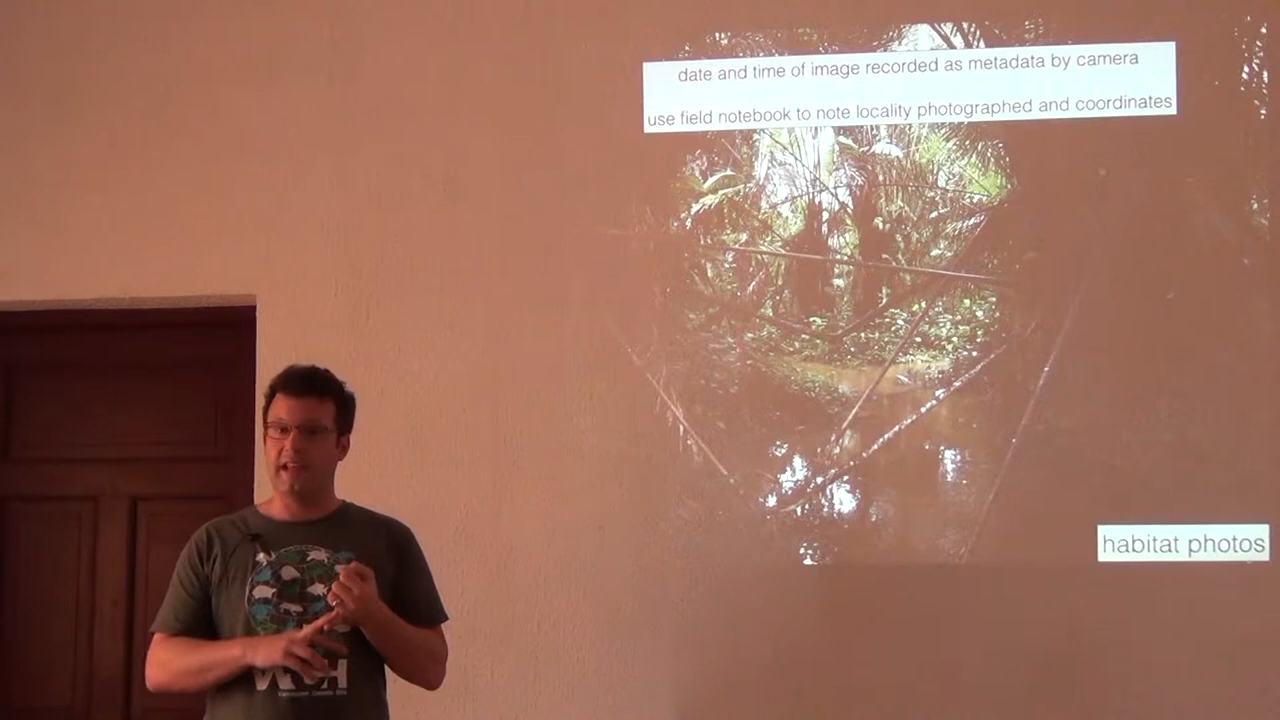 date and time of image recorded as metadata by camera
use field notebook to note locality photographed and coordinates
habitat photos